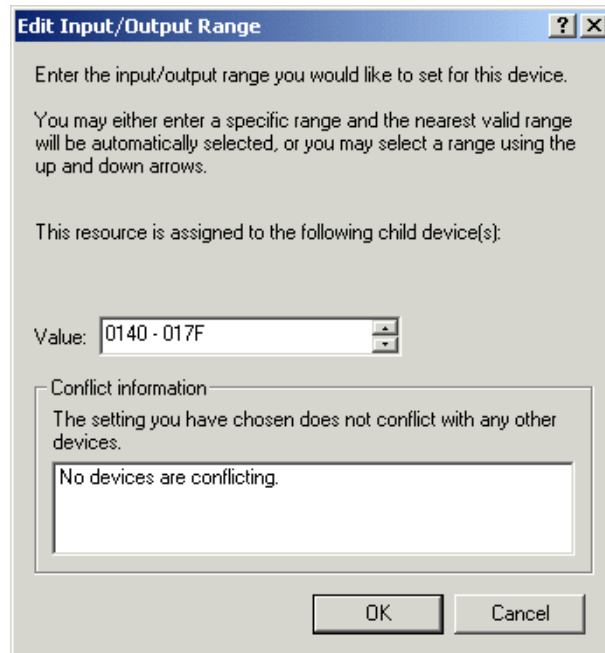 Edit Input/Output Range
Enter the input/output range you would like to set for this device.
You may either enter a specific range and the nearest valid range
will be automatically selected, or you may select a range using the
up and down arrows.
This resource is assigned to the following child device(s):
Value: 0140 - 017F
Conflict information
The setting you have chosen does not conflict with any other
devices.
No devices are conflicting.
OK Cancel